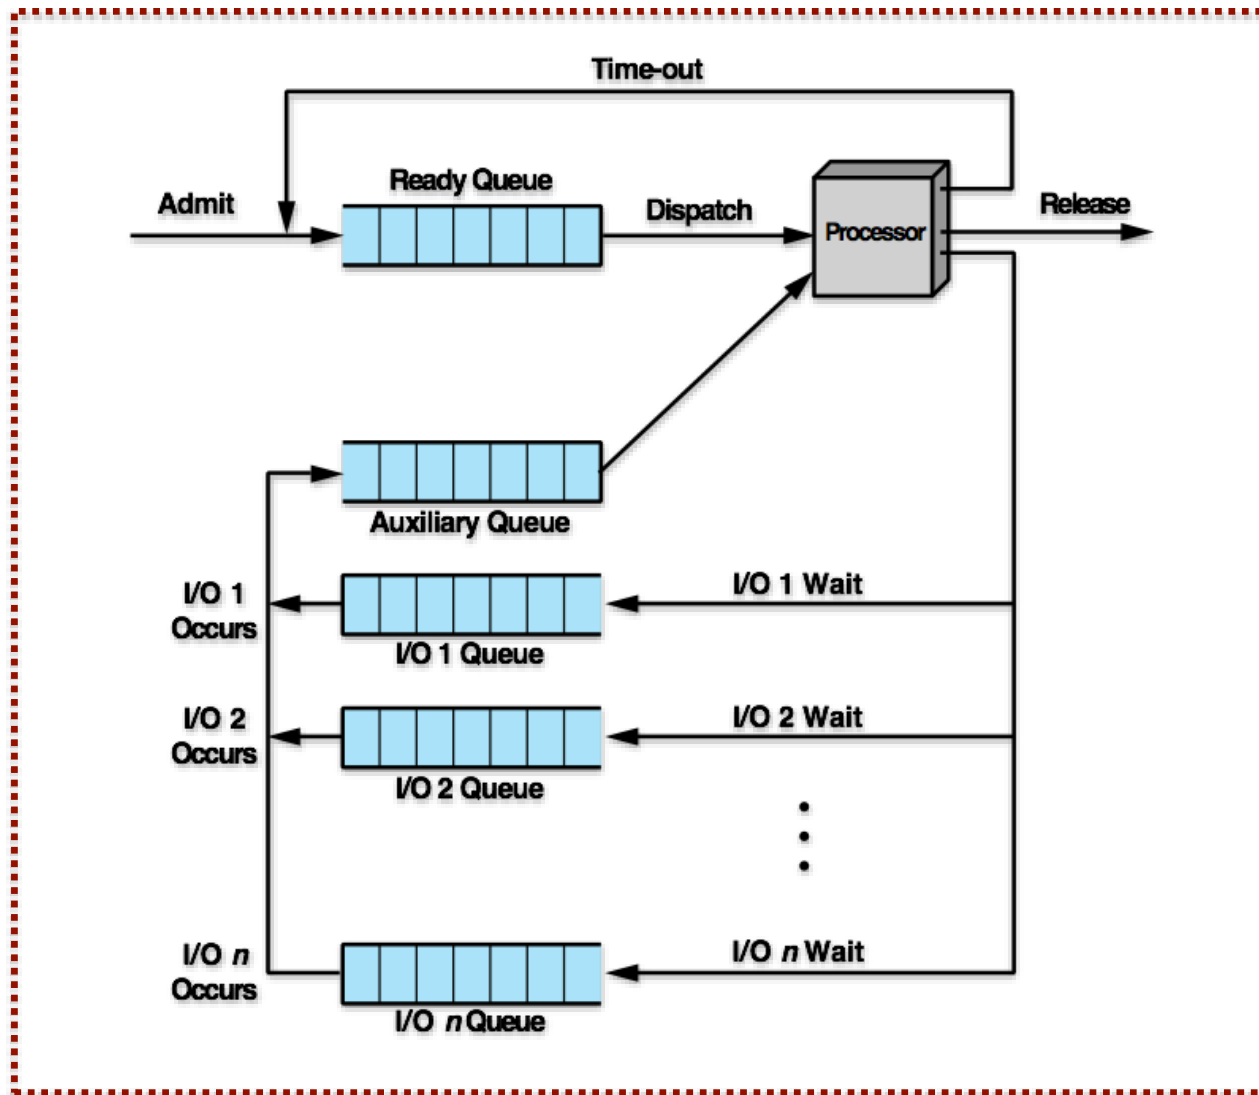 Time-out
Ready Queue
Admit
Dispatch
Processor
Release
Auxiliary Queue
I/O 1
Occurs
I/O 1 Wait
I/O 1 Queue
I/O 2
Occurs
I/O 2 Wait
I/O 2 Queue
I/O n
Occurs
I/O n Wait
I/O n Queue